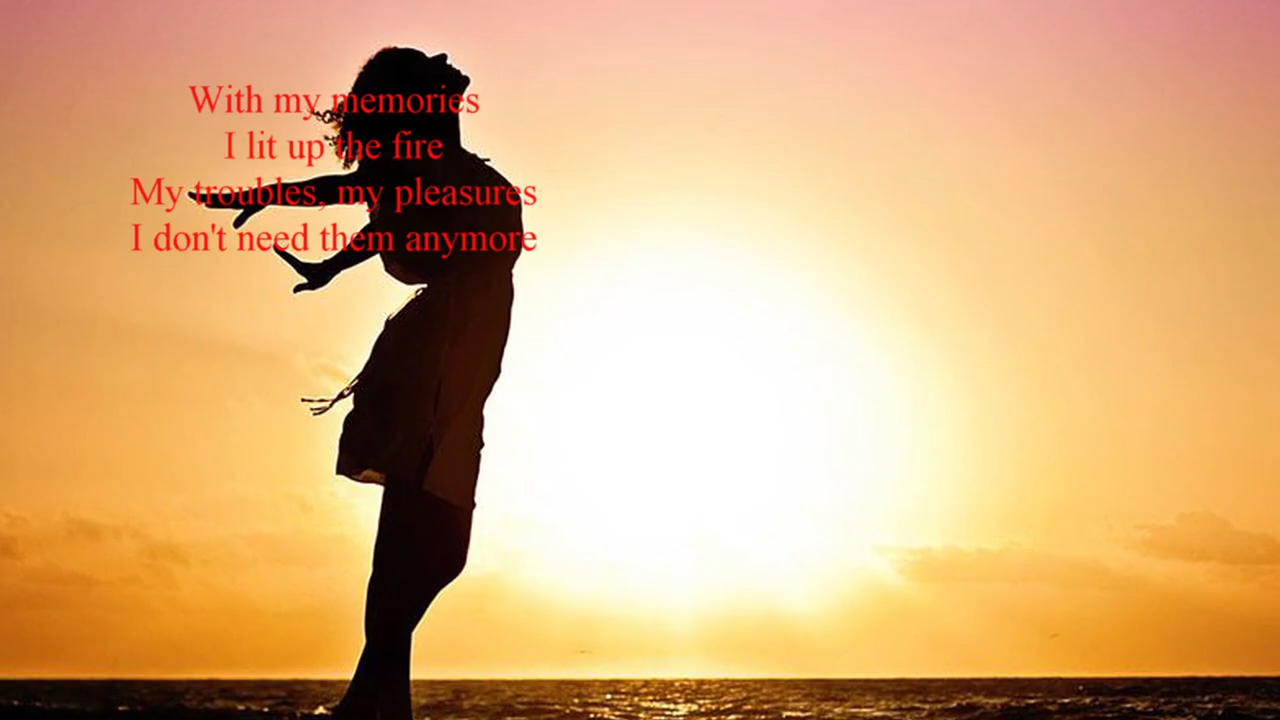 With my memories
I lit up the fire
My troubles, my pleasures
I don't need them anymore